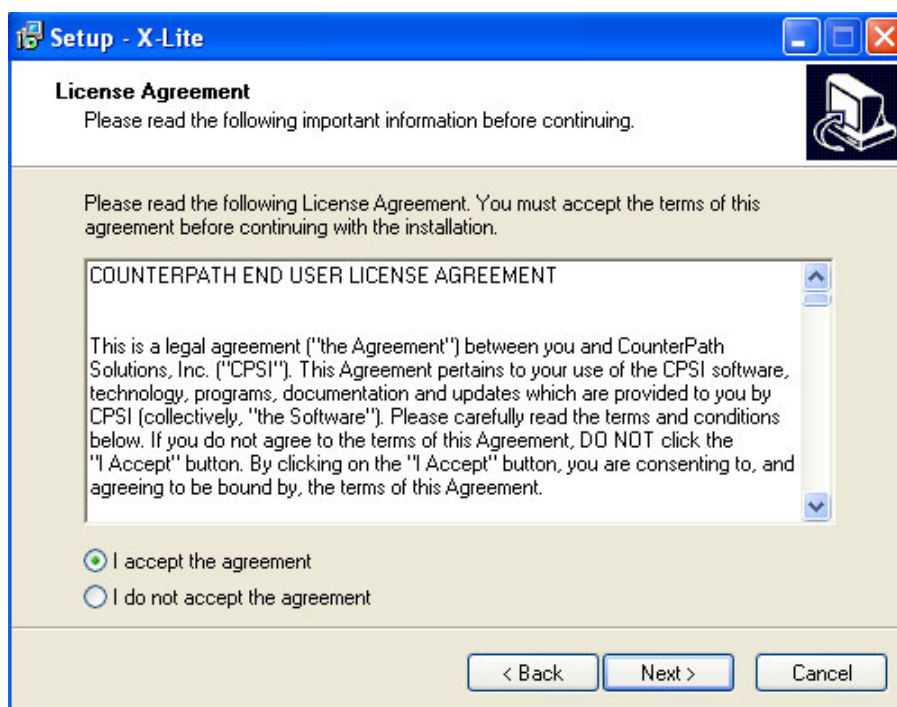 Setup - X-Lite
License Agreement
Please read the following important information before continuing.
Please read the following License Agreement. You must accept the terms of this
agreement before continuing with the installation.
COUNTERPATH END USER LICENSE AGREEMENT
This is a legal agreement ("the Agreement") between you and CounterPath
Solutions, Inc. ("CPSI"). This Agreement pertains to your use of the CPSI software,
technology, programs, documentation and updates which are provided to you by
CPSI (collectively, "the Software"). Please carefully read the terms and conditions
below. If you do not agree to the terms of this Agreement, DO NOT click the
"I Accept" button. By clicking on the "I Accept" button, you are consenting to, and
agreeing to be bound by, the terms of this Agreement.
I accept the agreement
I do not accept the agreement
< Back Next > Cancel